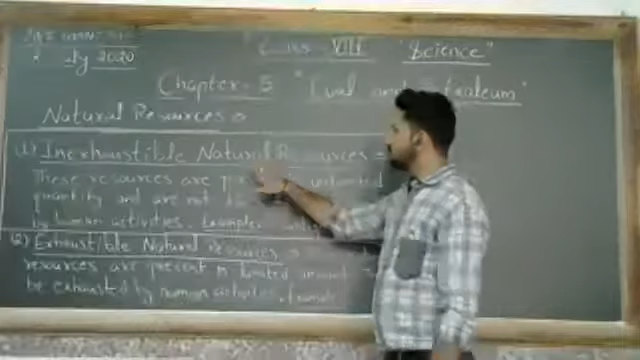 July 2020
Class - VIII "Science"
Chapter - 5 "Coal and Petroleum"
Natural Resources
(1) Inexhaustible Natural Resources
These resources are unlimited
quantity and are not
by human activities. Example
(2) Exhaustible Natural resources
resources are present in limited amount
be exhausted by human activities. Example